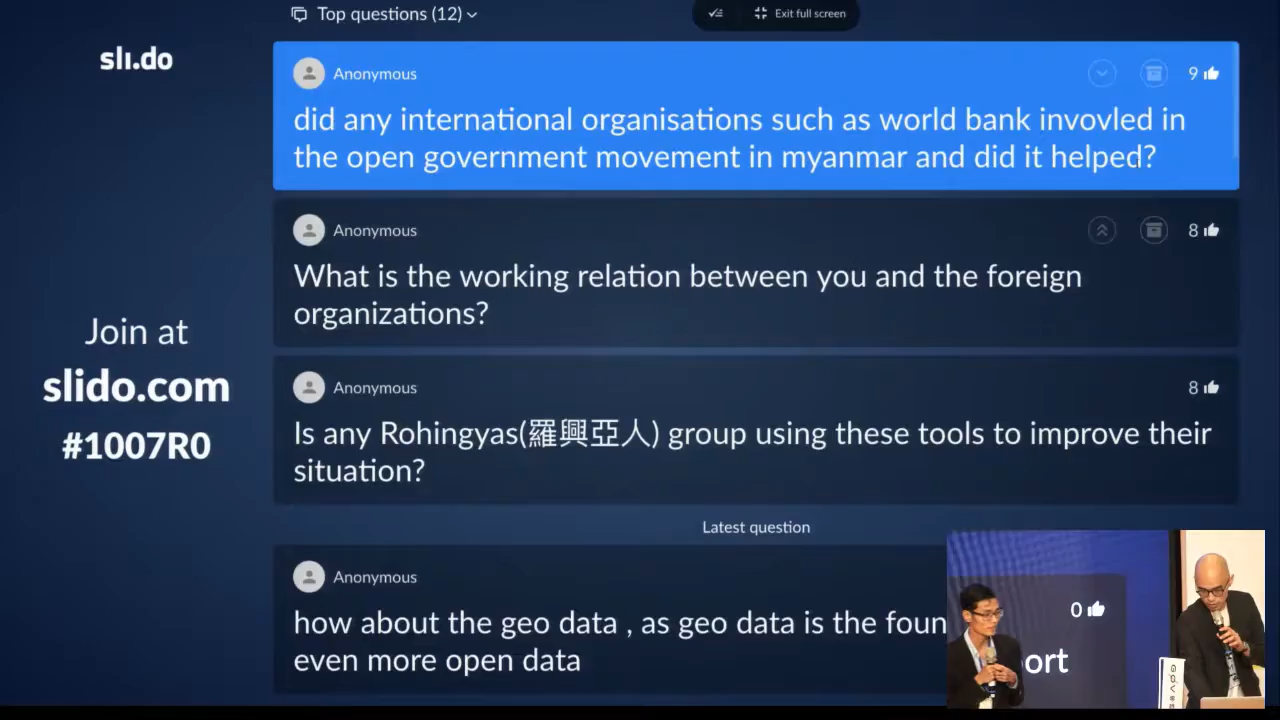 Top questions (12)
Exit full screen
sli.do
Anonymous
9
did any international organisations such as world bank invovled in
the open government movement in myanmar and did it helped?
Anonymous
8
What is the working relation between you and the foreign
organizations?
Join at
slido.com
#1007R0
Anonymous
8
Is any Rohingyas(羅興亞人) group using these tools to improve their
situation?
Latest question
Anonymous
0
how about the geo data , as geo data is the
ort
even more open data